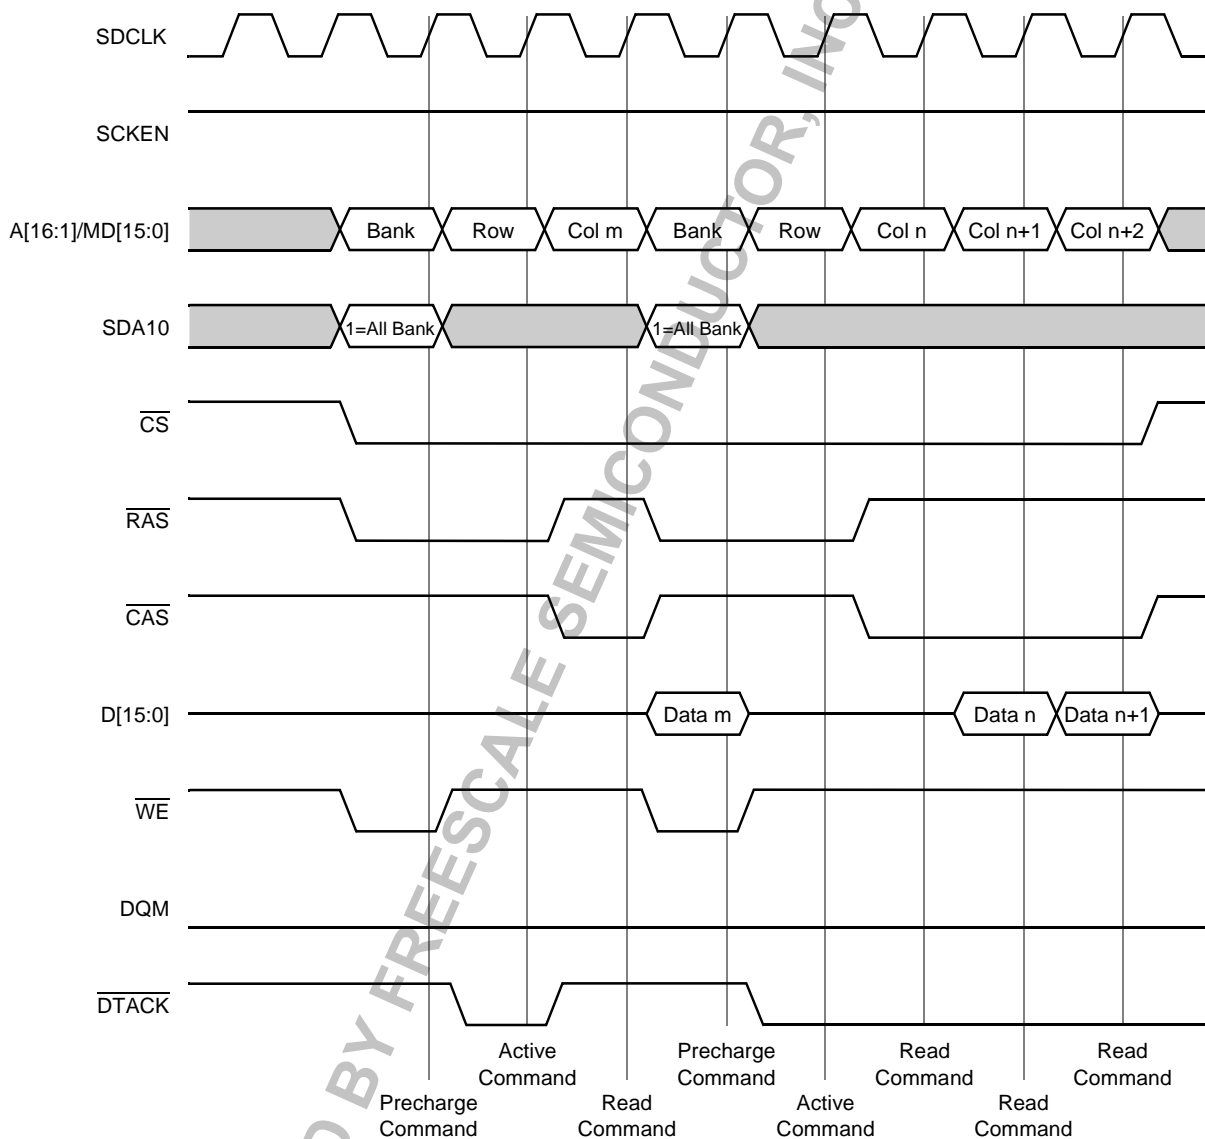 SDCLK
SCKEN
A[16:1]/MD[15:0] Bank Row Col m Bank Row Col n Col n+1 Col n+2
SDA10 1=All Bank 1=All Bank
CS
RAS
CAS
D[15:0] Data m Data n Data n+1
WE
DQM
DTACK
Active Precharge Read Read
Command Command Command Command
Precharge Read Active Read
Command Command Command Command
D BY FREESCALE SEMICONDUCTOR, INC